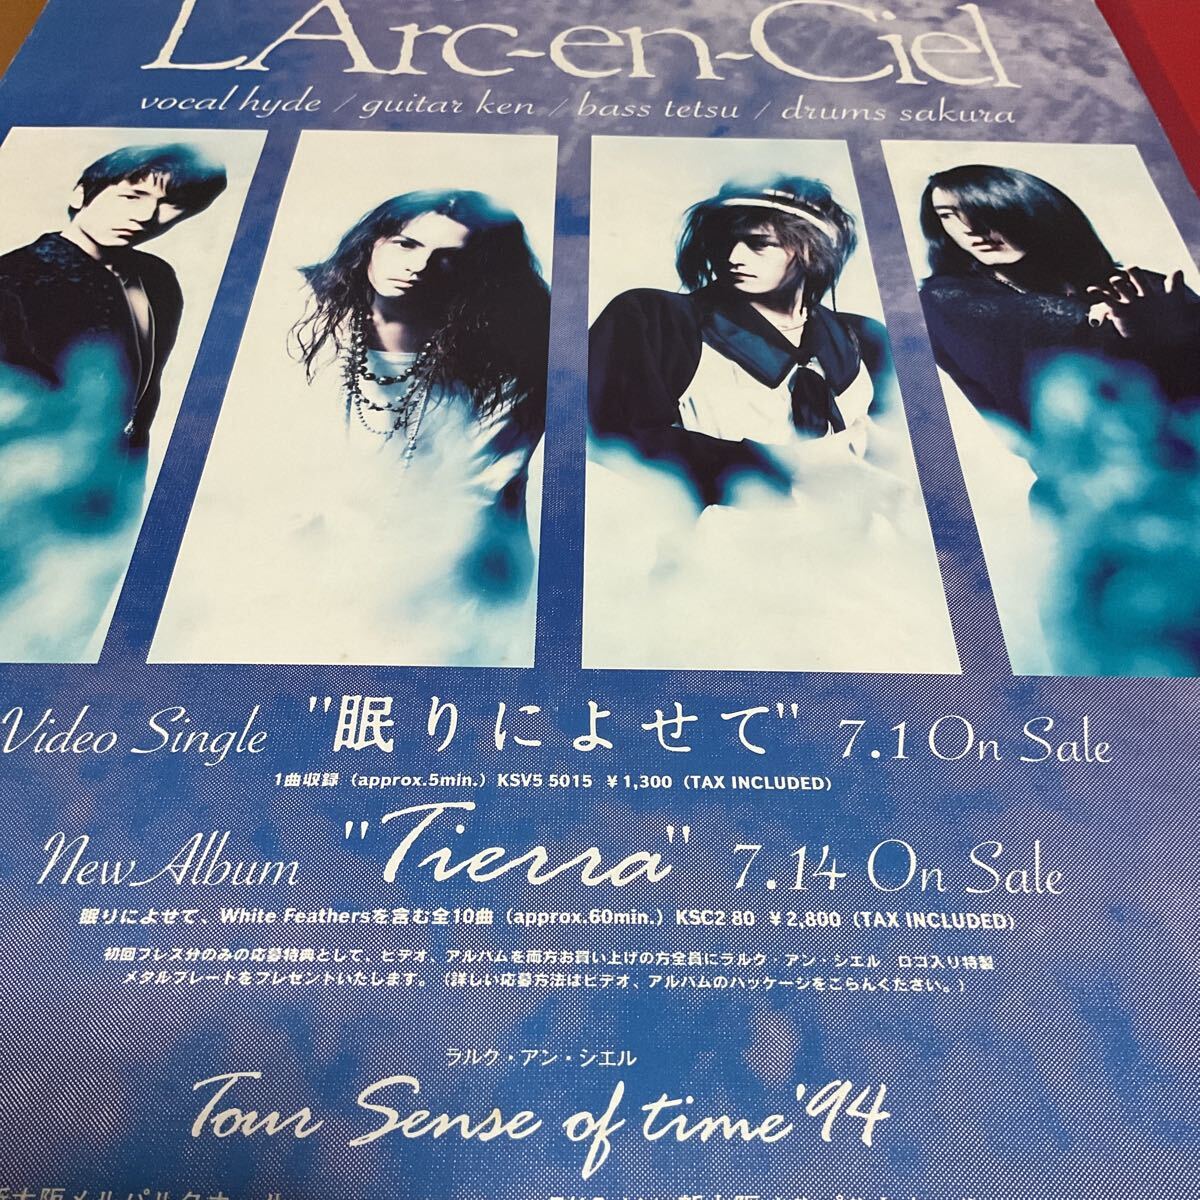 L'Arc-en-Ciel
vocal hyde / guitar ken / bass tetsu / drums sakura
Video Single "眠りによせて" 7.1 On Sale
1曲収録（approx.5min.）KSV5 5015 ￥1,300（TAX INCLUDED）
New Album "Tierra" 7.14 On Sale
眠りによせて、White Feathersを含む全10曲（approx.60min.）KSC2 80 ￥2,800（TAX INCLUDED）
初回プレス分のみの応募特典として、ビデオ、アルバムを両方お買い上げの方全員にラルク・アン・シエル ロゴ入り特製
メタルプレートをプレゼントいたします。（詳しい応募方法はビデオ、アルバムのパッケージをごらんください。）
ラルク・アン・シエル
Tour Sense of time '94